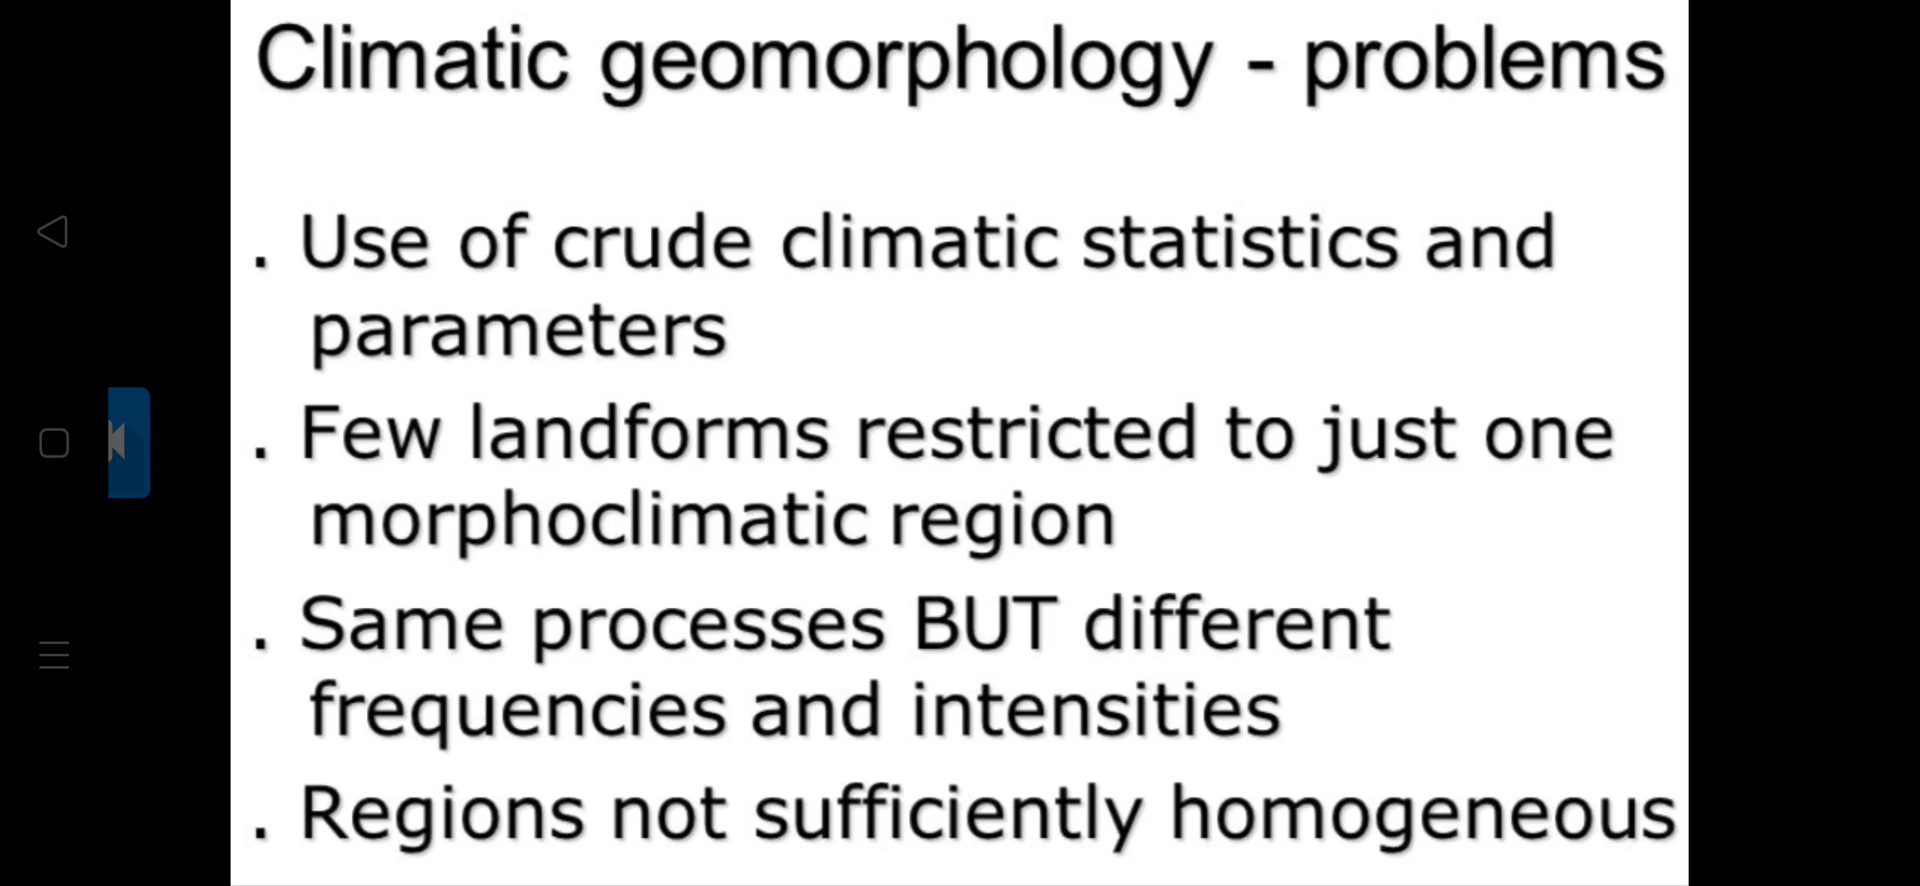 Climatic geomorphology - problems
. Use of crude climatic statistics and
parameters
. Few landforms restricted to just one
morphoclimatic region
. Same processes BUT different
frequencies and intensities
. Regions not sufficiently homogeneous